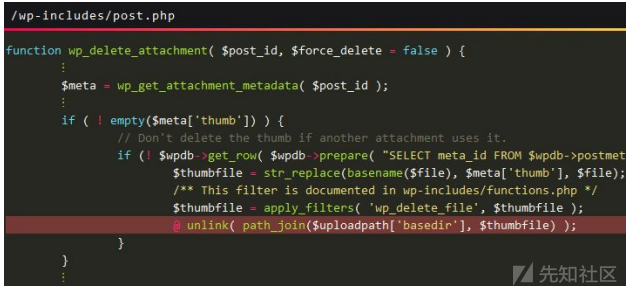 /wp-includes/post.php
function wp_delete_attachment( $post_id, $force_delete = false ) {
⋮
$meta = wp_get_attachment_metadata( $post_id );
⋮
if ( ! empty($meta['thumb']) ) {
// Don't delete the thumb if another attachment uses it.
if (! $wpdb->get_row( $wpdb->prepare( "SELECT meta_id FROM $wpdb->postmet
$thumbfile = str_replace(basename($file), $meta['thumb'], $file);
/** This filter is documented in wp-includes/functions.php */
$thumbfile = apply_filters( 'wp_delete_file', $thumbfile );
@ unlink( path_join($uploadpath['basedir'], $thumbfile) );
}
}
⋮
先知社区